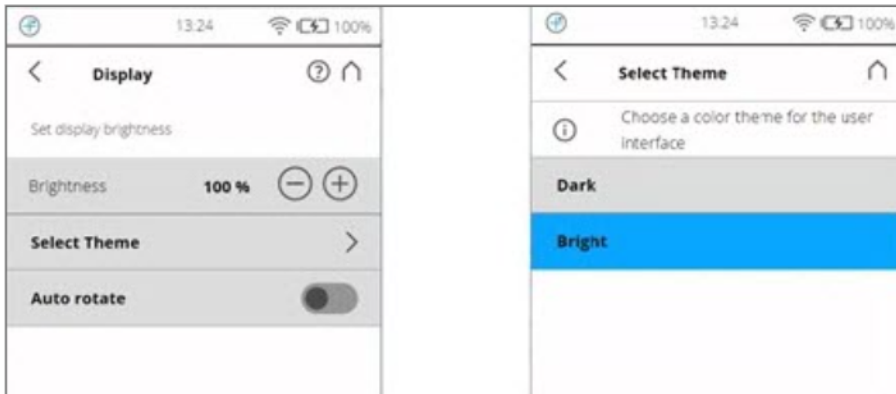 13:24 100%
Display
Set display brightness
Brightness 100 %
Select Theme
Auto rotate
13:24 100%
Select Theme
Choose a color theme for the user
interface
Dark
Bright